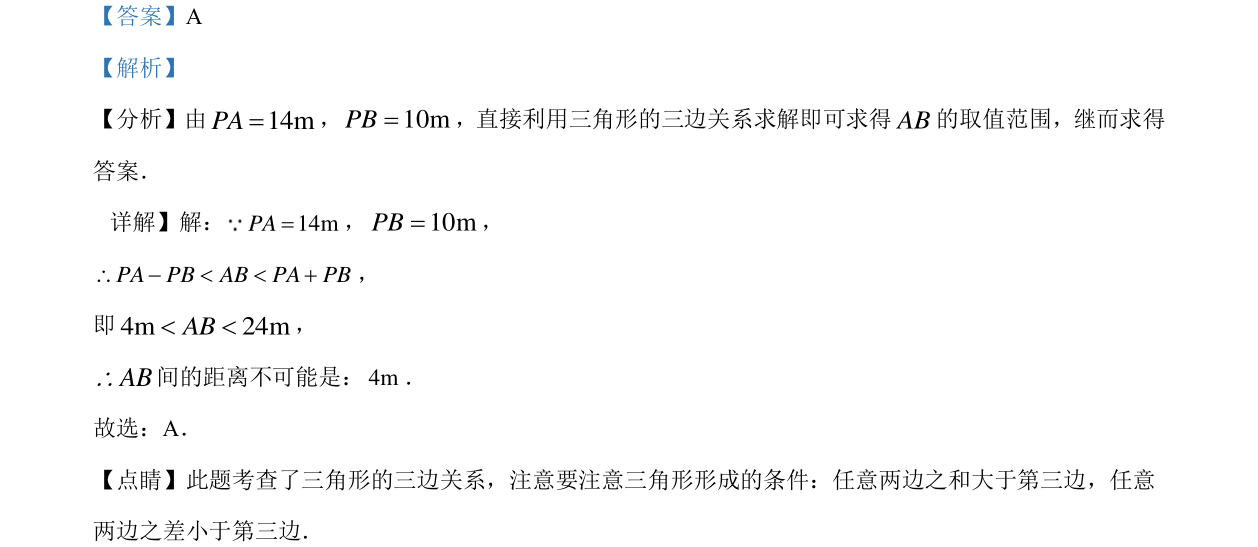 【答案】A
【解析】
【分析】由 PA=14m，PB=10m，直接利用三角形的三边关系求解即可求得 AB 的取值范围，继而求得
答案．
详解】解：∵PA=14m，PB=10m，
∴PA−PB<AB<PA+PB，
即 4m<AB<24m，
∴AB 间的距离不可能是：4m．
故选：A．
【点睛】此题考查了三角形的三边关系，注意要注意三角形形成的条件：任意两边之和大于第三边，任意
两边之差小于第三边．